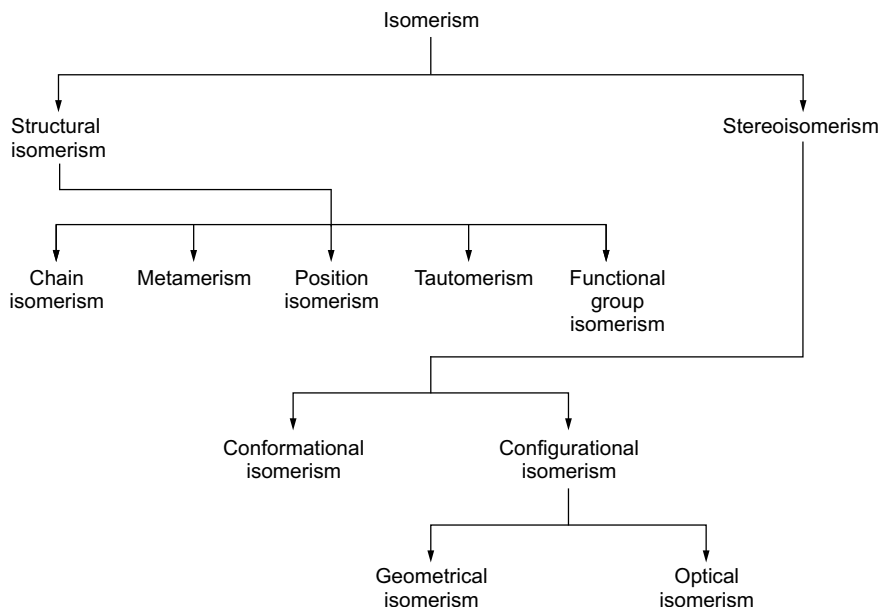 Isomerism
Structural
isomerism
Stereoisomerism
Chain
isomerism
Metamerism
Position
isomerism
Tautomerism
Functional
group
isomerism
Conformational
isomerism
Configurational
isomerism
Geometrical
isomerism
Optical
isomerism